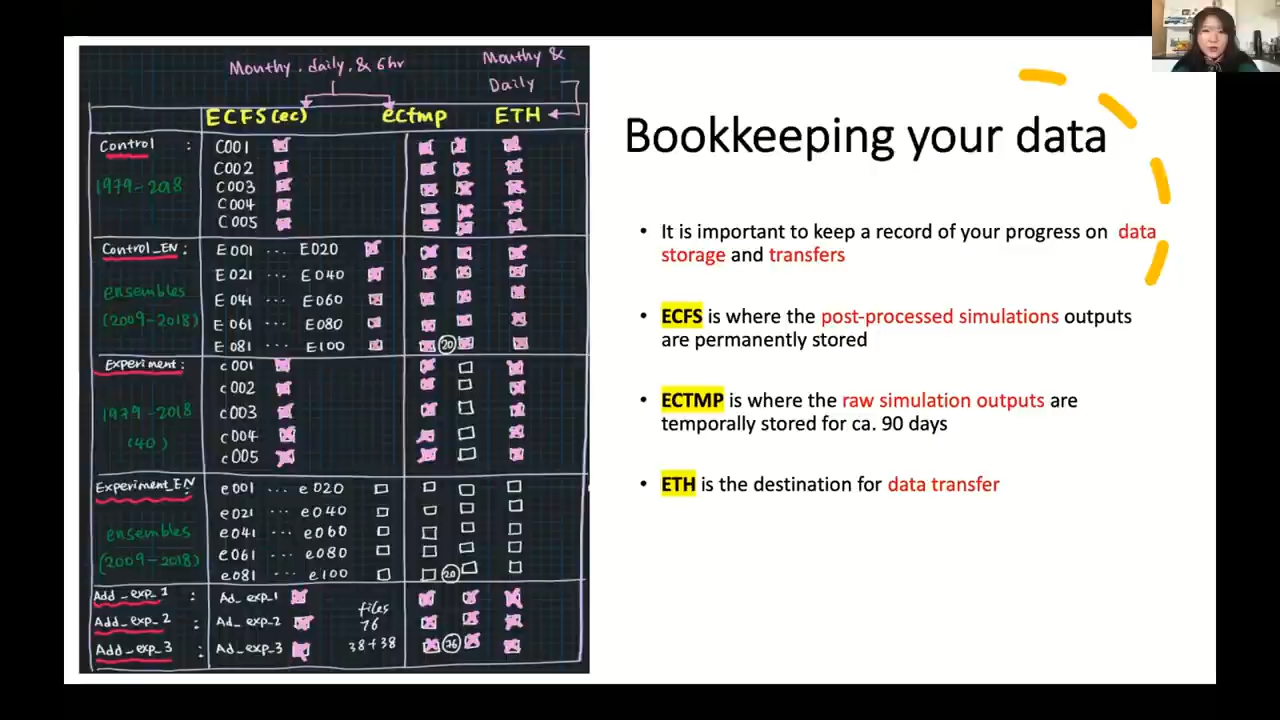 Monthy. daily. & 6hr
Monthy &
Daily
ECFS(ec) ectmp ETH
Control : C001
1979-2018 C002
C003
C004
C005
Control_EN : E001 ... E020
E021 ... E040
ensembles E041 ... E060
(2009-2018) E061 ... E080
E081 ... E100 20
Experiment: c001
c002
1979-2018 c003
(40) c004
c005
Experiment_EN : e001 ... e020
e021 ... e040
ensembles e041 ... e060
(2009-2018) e061 ... e080
e081 ... e100 20
Add_exp_1 : Ad_exp_1 files
Add_exp_2 : Ad_exp_2 76
Add_exp_3 : Ad_exp_3 38+38 76
Bookkeeping your data
• It is important to keep a record of your progress on data
storage and transfers
• ECFS is where the post-processed simulations outputs
are permanently stored
• ECTMP is where the raw simulation outputs are
temporally stored for ca. 90 days
• ETH is the destination for data transfer